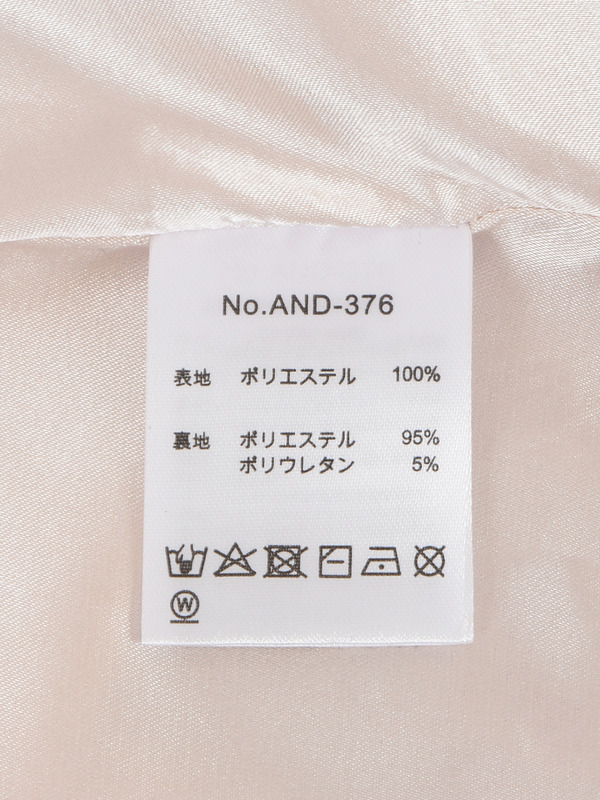 No.AND-376
表地 ポリエステル 100%
裏地 ポリエステル 95%
ポリウレタン 5%
W